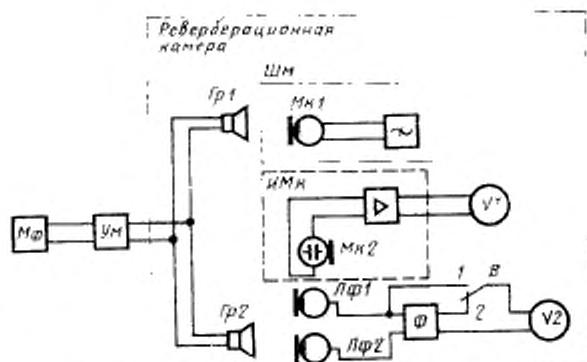 Реверберационная
камера
Шм
Гр1
Мк1
ИМк
V1
Мф
Ум
Мк2
Лф1
1
В
Гр2
2
Ф
V2
Лф2